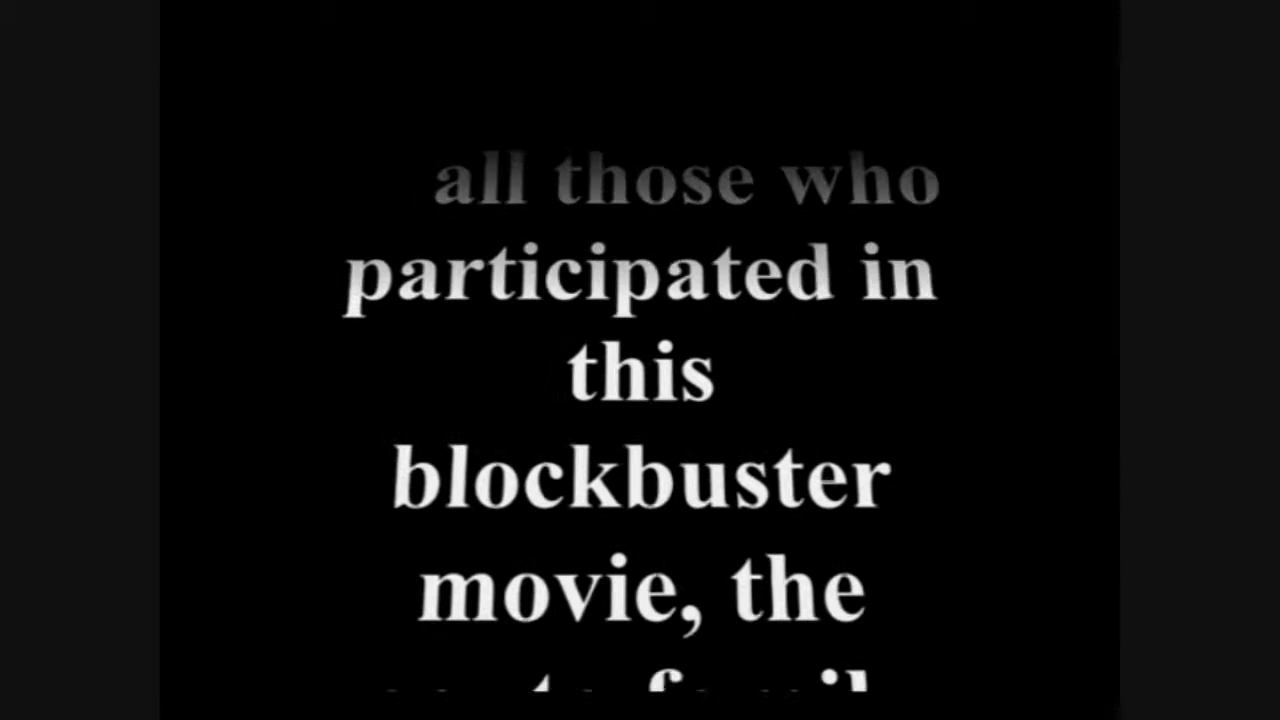 all those who
participated in
this
blockbuster
movie, the